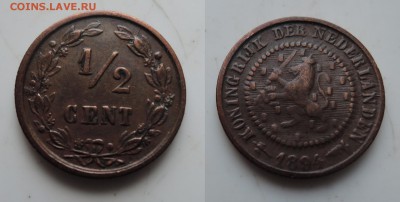 COINS.LAVE.RU
1/2
CENT
KONINGRIJK DER NEDERLANDEN